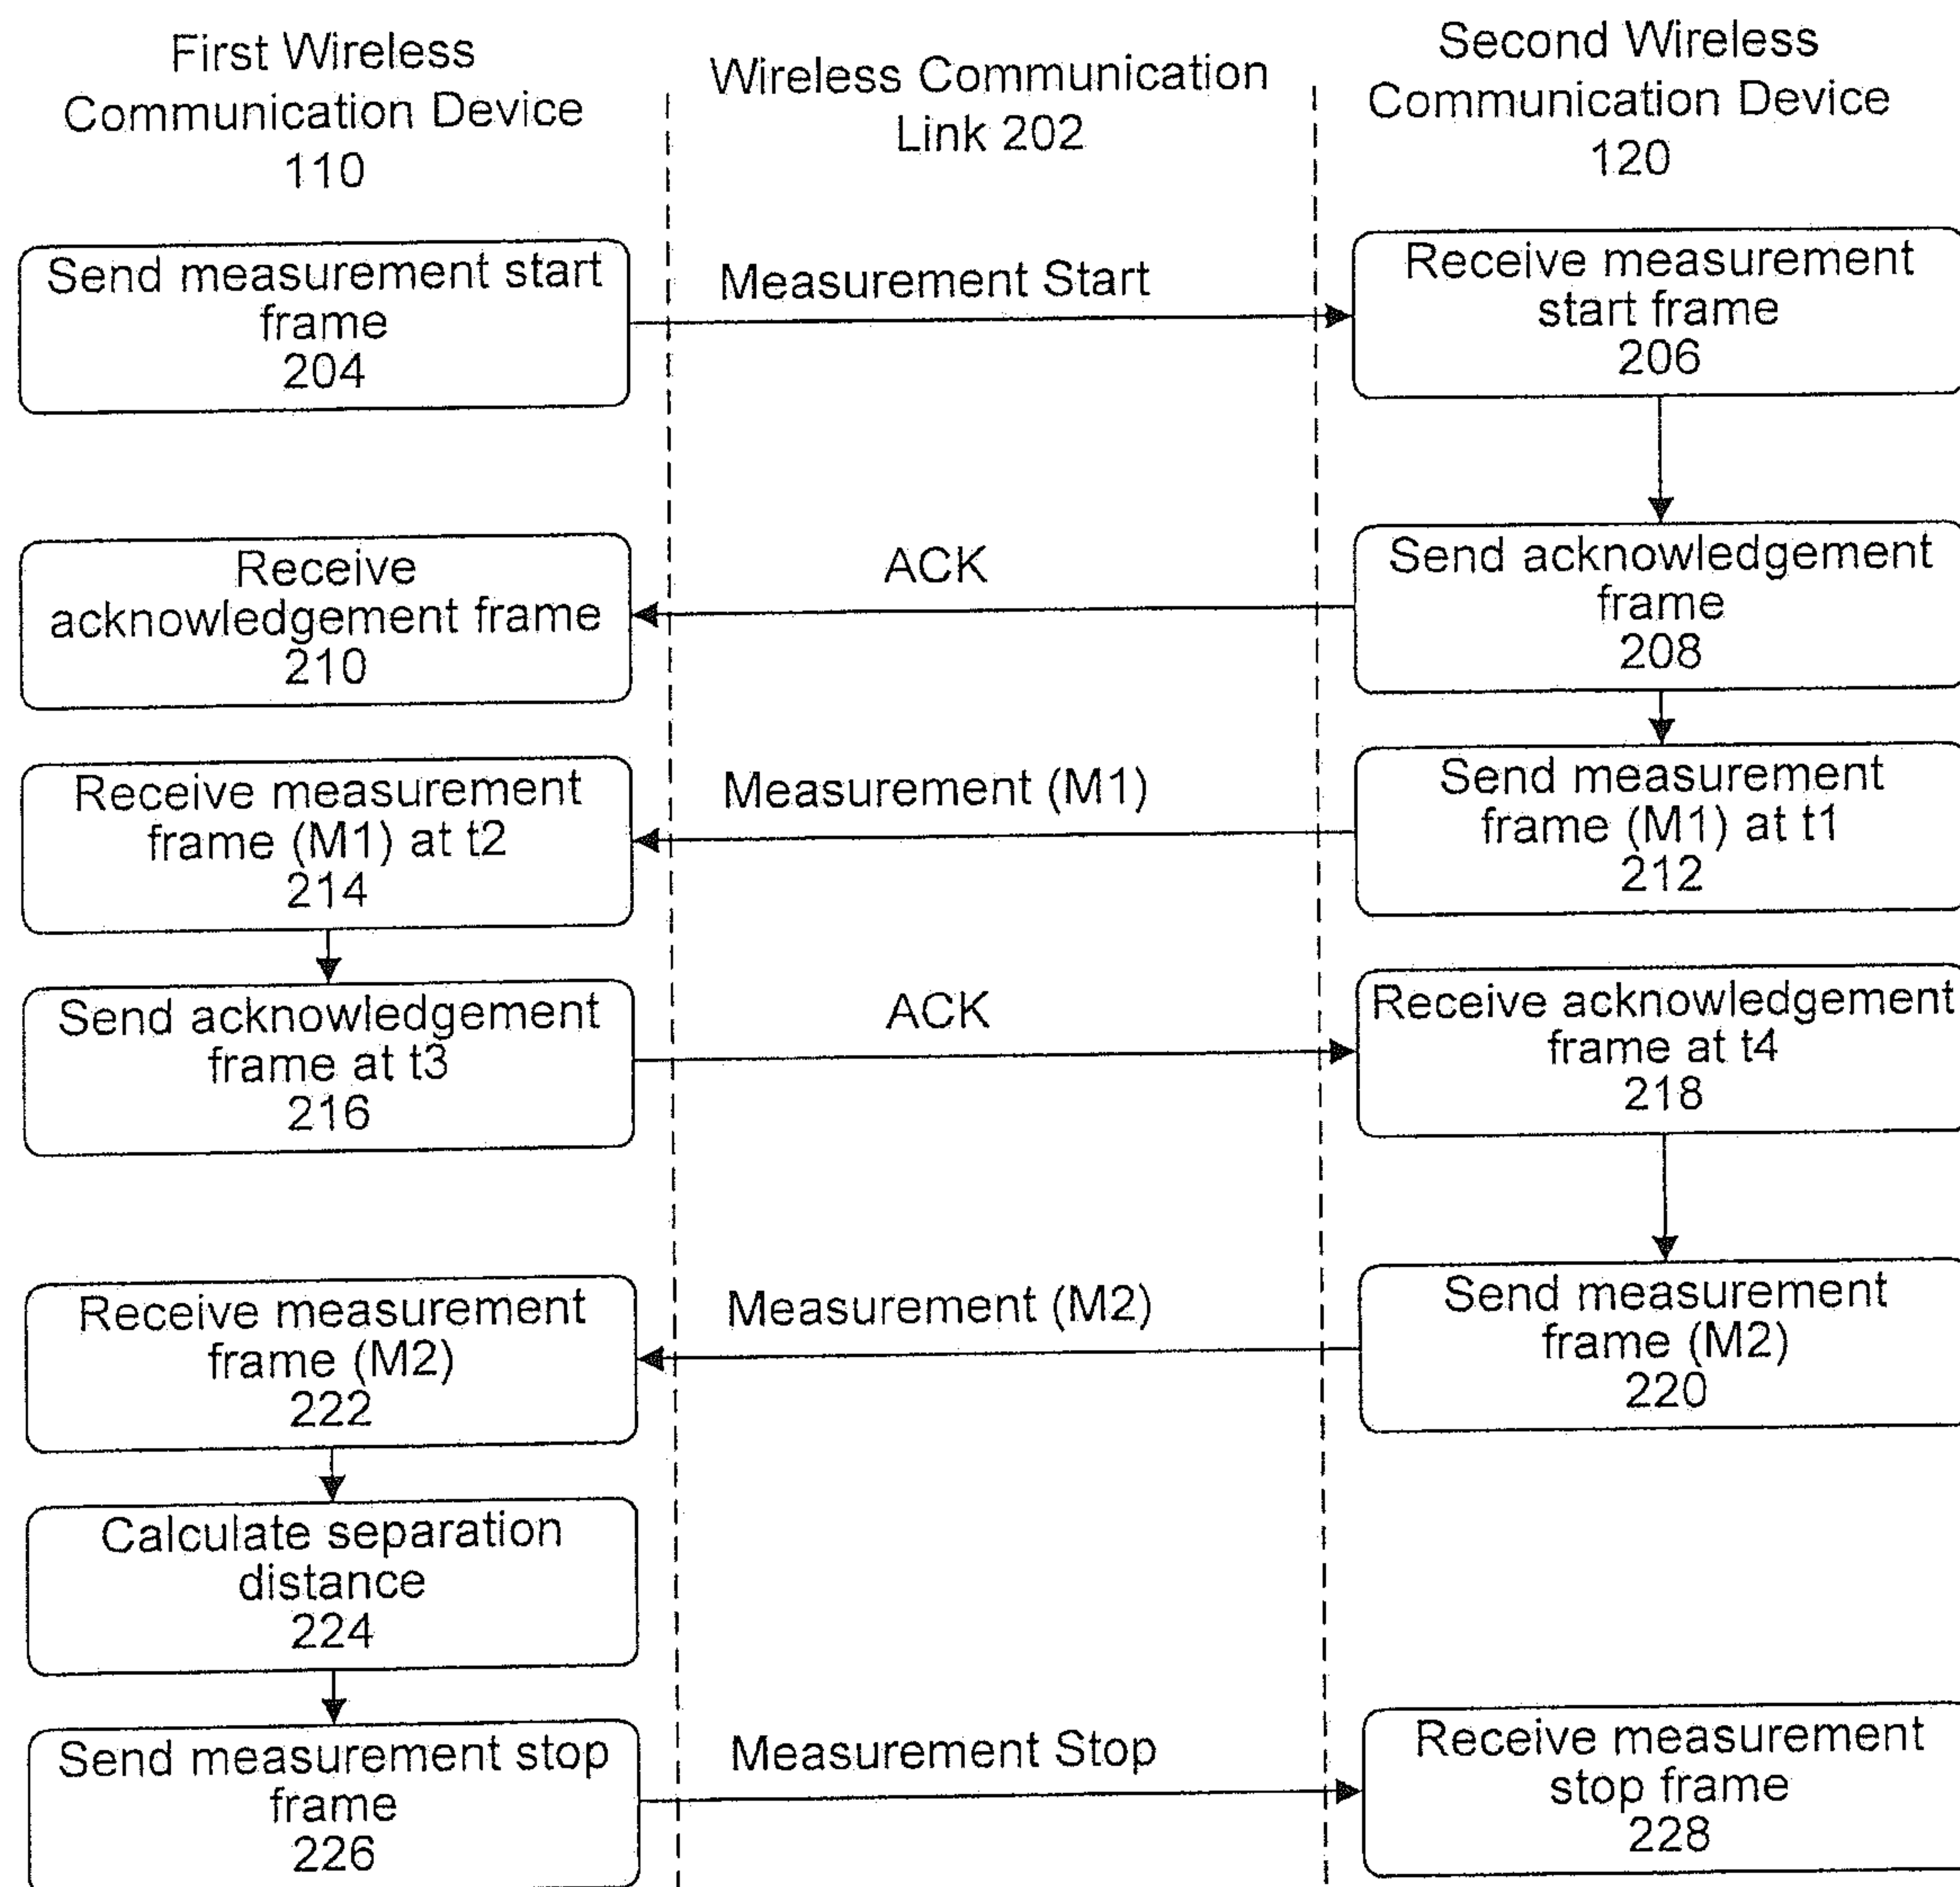 First Wireless
Communication Device
110
Wireless Communication
Link 202
Second Wireless
Communication Device
120
Send measurement start
frame
204
Measurement Start
Receive measurement
start frame
206
Receive
acknowledgement frame
210
ACK
Send acknowledgement
frame
208
Receive measurement
frame (M1) at t2
214
Measurement (M1)
Send measurement
frame (M1) at t1
212
Send acknowledgement
frame at t3
216
ACK
Receive acknowledgement
frame at t4
218
Receive measurement
frame (M2)
222
Measurement (M2)
Send measurement
frame (M2)
220
Calculate separation
distance
224
Send measurement stop
frame
226
Measurement Stop
Receive measurement
stop frame
228